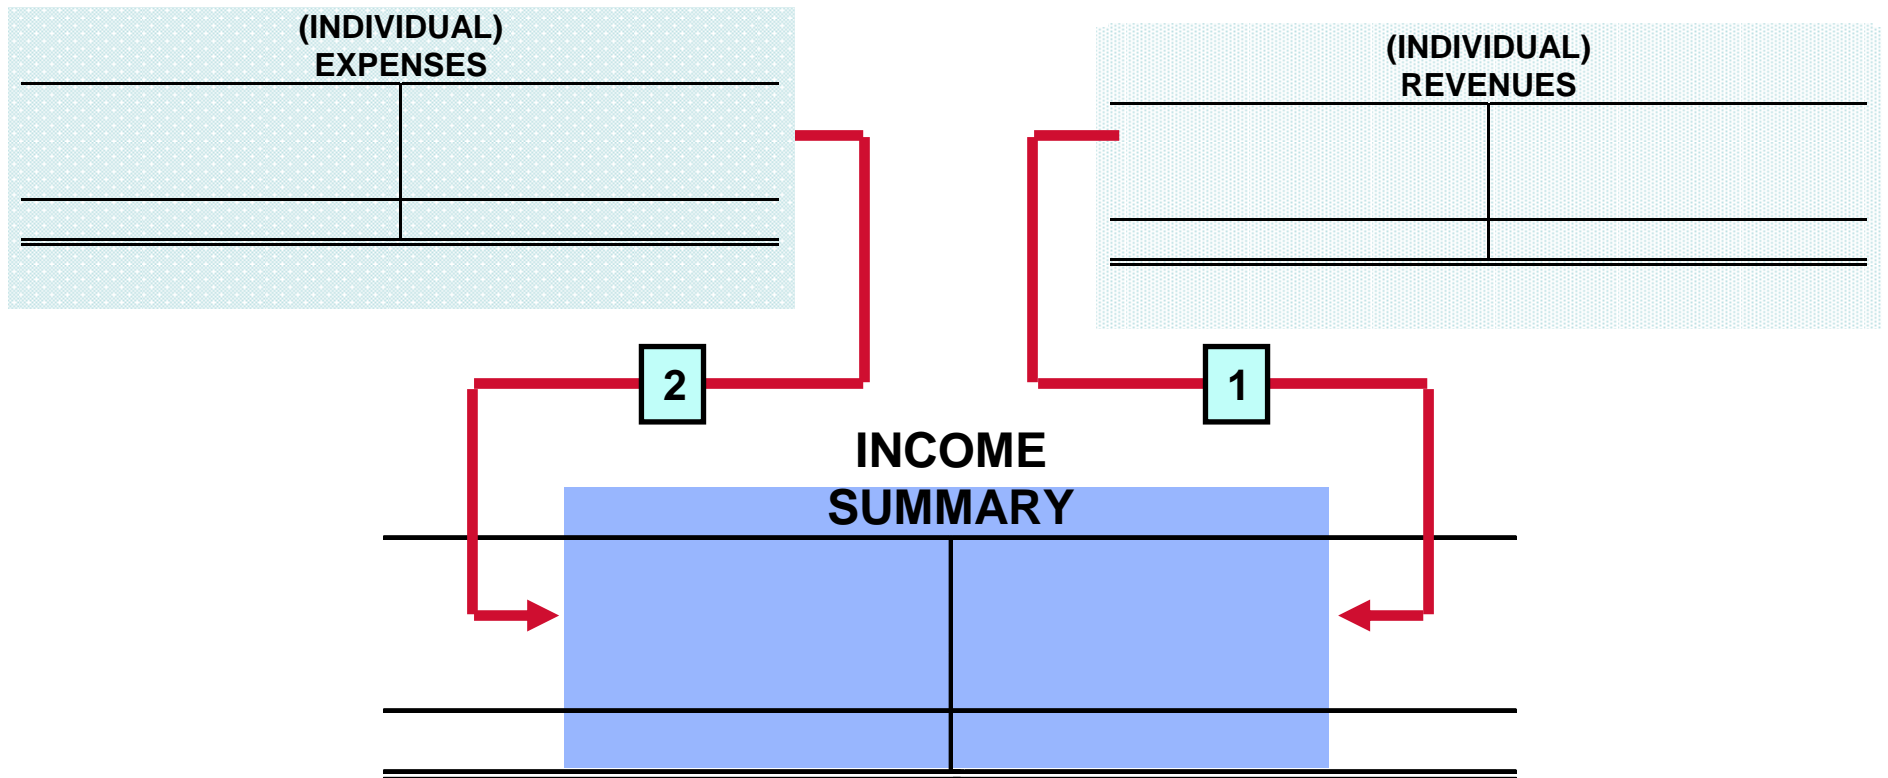 (INDIVIDUAL)
EXPENSES
(INDIVIDUAL)
REVENUES
2
1
INCOME
SUMMARY